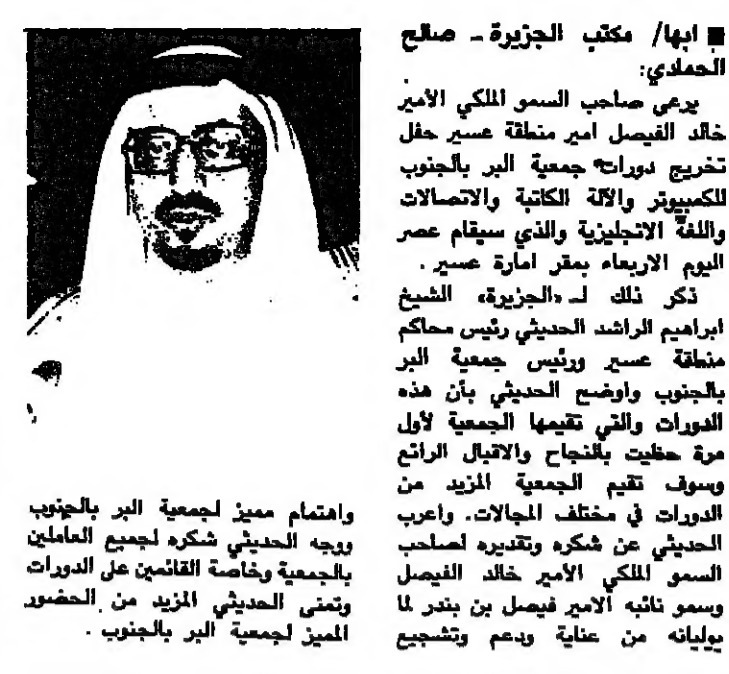 ■ ابها/ مكتب الجزيرة ـ صالح
الحمادي:
يرعى صاحب السمو الملكي الأمير
خالد الفيصل امير منطقة عسير حفل
تخريج دورات جمعية البر بالجنوب
للكمبيوتر والآلة الكاتبة والاتصالات
واللغة الانجليزية والذي سيقام عصر
اليوم الاربعاء بمقر امارة عسير .
ذكر ذلك لـ «الجزيرة» الشيخ
ابراهيم الراشد الحديثي رئيس محاكم
منطقة عسير ورئيس جمعية البر
بالجنوب واوضح الحديثي بأن هذه
الدورات والتي تقيمها الجمعية لأول
مرة حظيت بالنجاح والاقبال الرائع
وسوف تقيم الجمعية المزيد من
الدورات في مختلف المجالات. واعرب
الحديثي عن شكره وتقديره لصاحب
السمو الملكي الأمير خالد الفيصل
وسمو نائبه الامير فيصل بن بندر لما
يوليانه من عناية ودعم وتشجيع
واهتمام مميز لجمعية البر بالجنوب
ووجه الحديثي شكره لجميع العاملين
بالجمعية وخاصة القائمين على الدورات
وتمنى الحديثي المزيد من الحضور
المميز لجمعية البر بالجنوب .